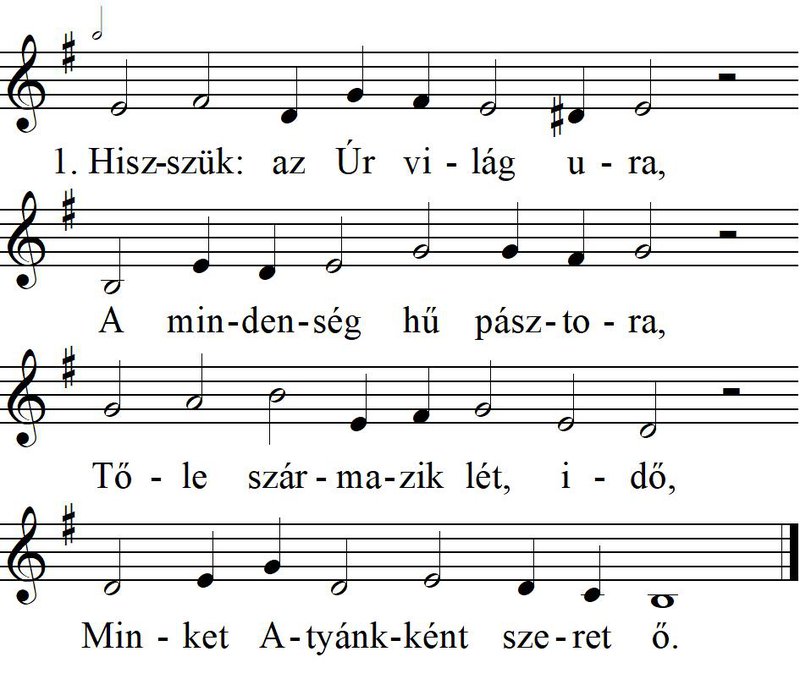 1. Hisz-szük: az Úr vi - lág u - ra,
A min-den-ség hű pász-to - ra,
Tő - le szár-ma-zik lét, i - dő,
Min - ket A-tyánk-ként sze-ret ő.